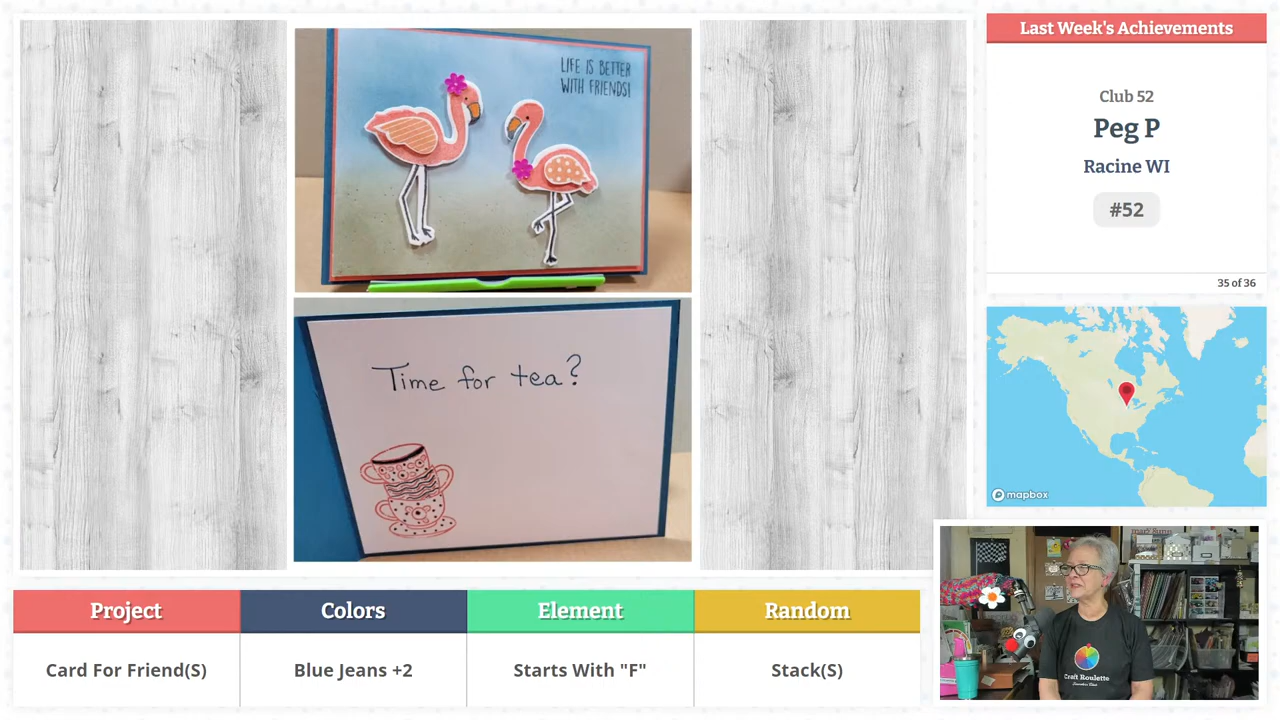 LIFE IS BETTER
WITH FRIENDS!
Time for tea?
Last Week's Achievements
Club 52
Peg P
Racine WI
#52
35 of 36
mapbox
Project
Colors
Element
Random
Card For Friend(S)
Blue Jeans +2
Starts With "F"
Stack(S)
Craft Roulette